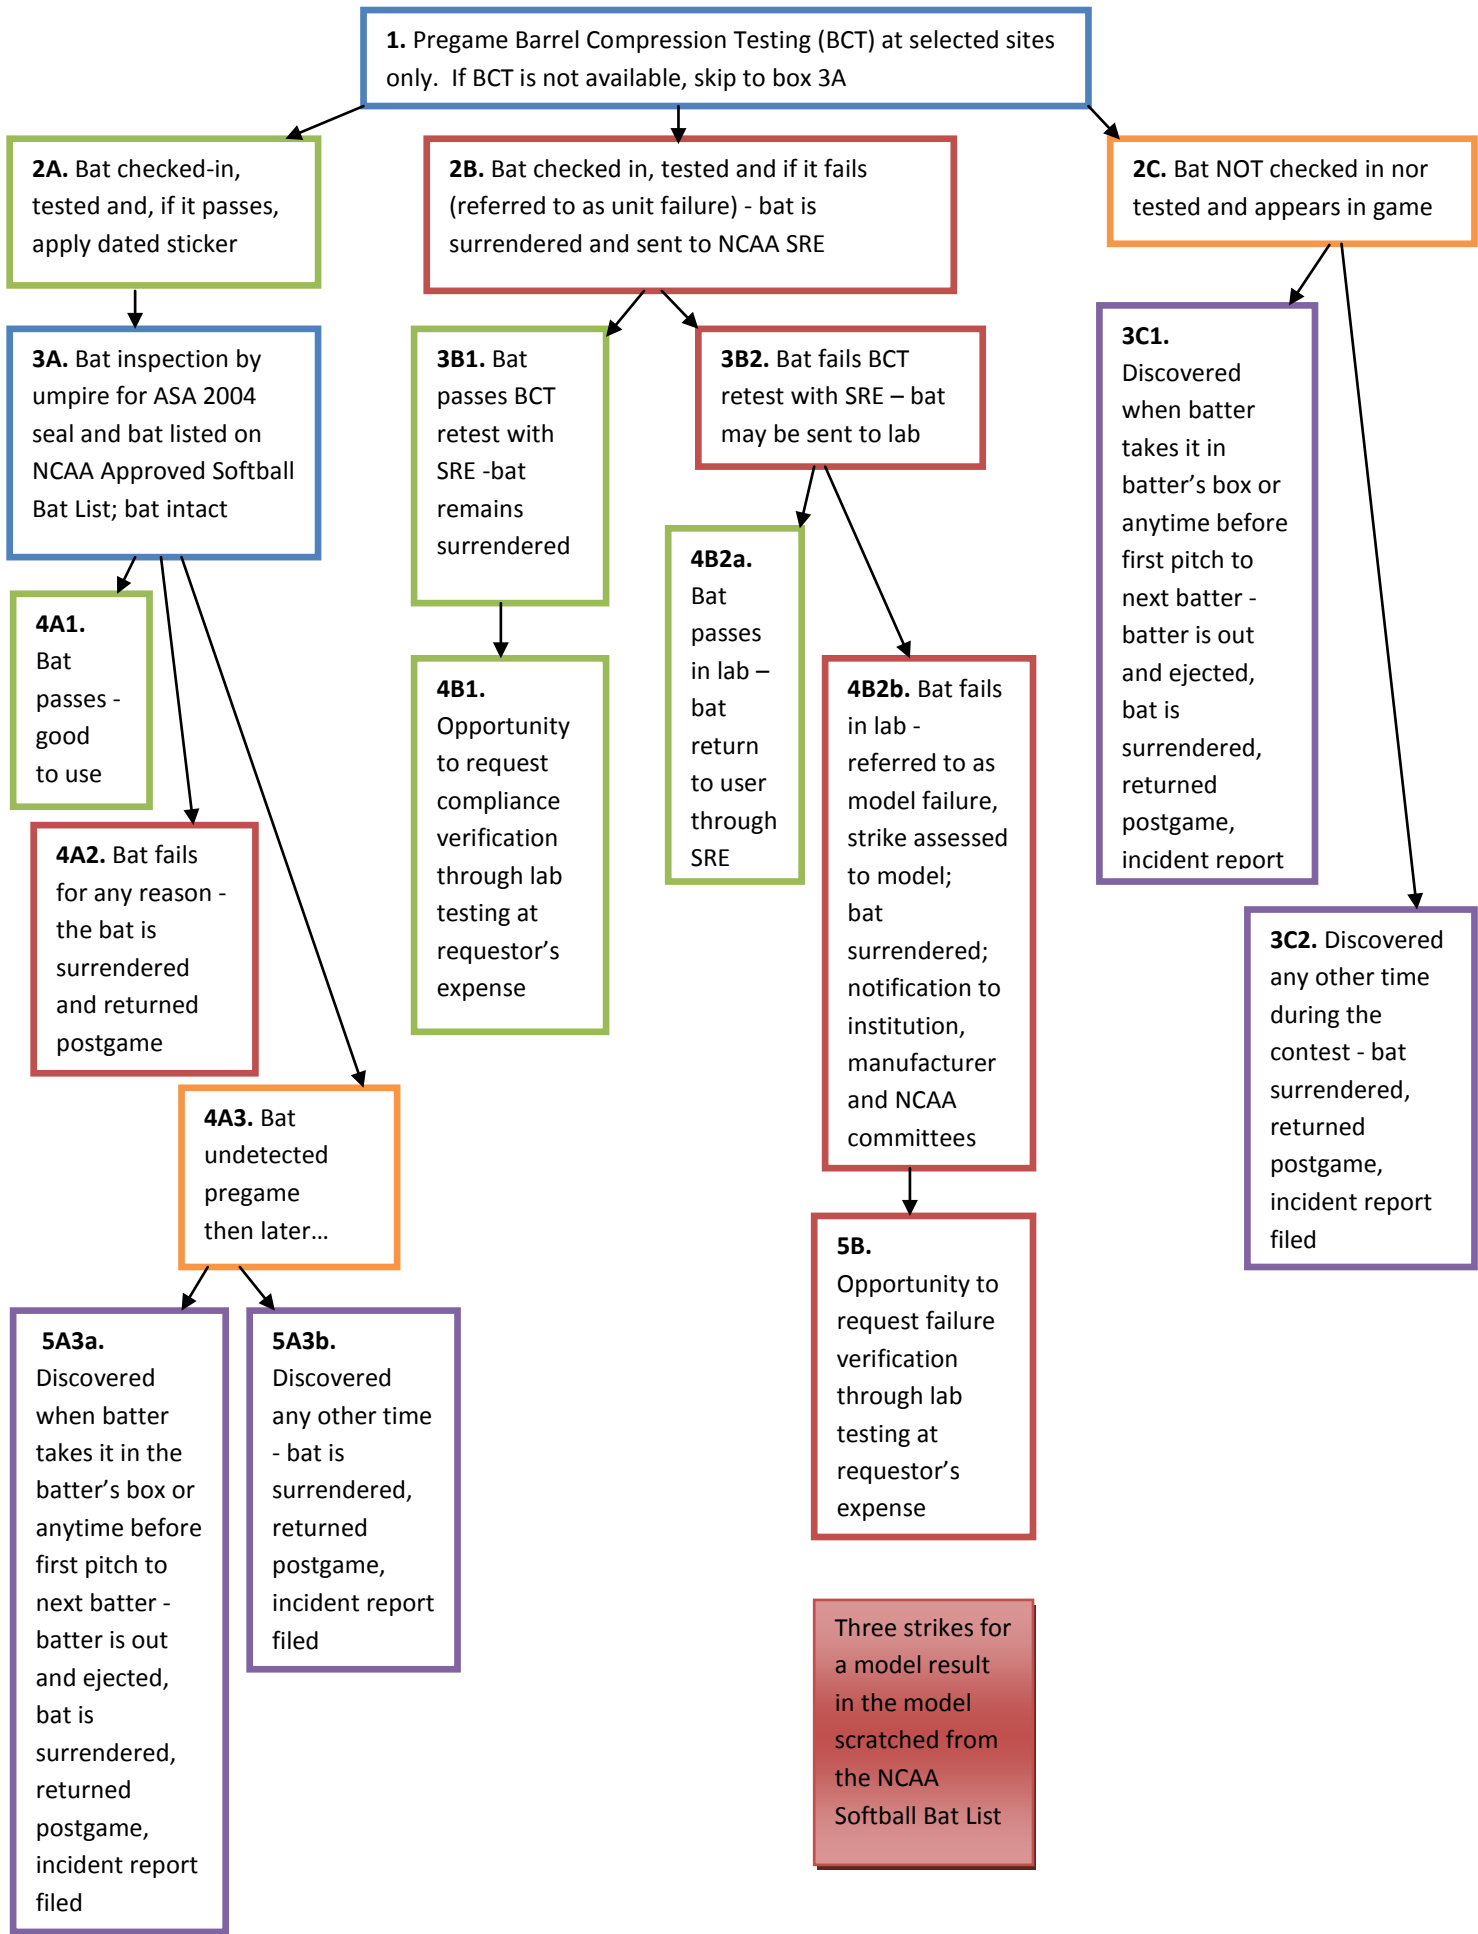 1. Pregame Barrel Compression Testing (BCT) at selected sites
only.  If BCT is not available, skip to box 3A
2A. Bat checked-in,
tested and, if it passes,
apply dated sticker
2B. Bat checked in, tested and if it fails
(referred to as unit failure) - bat is
surrendered and sent to NCAA SRE
2C. Bat NOT checked in nor
tested and appears in game
3A. Bat inspection by
umpire for ASA 2004
seal and bat listed on
NCAA Approved Softball
Bat List; bat intact
3B1. Bat
passes BCT
retest with
SRE -bat
remains
surrendered
3B2. Bat fails BCT
retest with SRE – bat
may be sent to lab
3C1.
Discovered
when batter
takes it in
batter's box or
anytime before
first pitch to
next batter -
batter is out
and ejected,
bat is
surrendered,
returned
postgame,
incident report
4A1.
Bat
passes -
good
to use
4B1.
Opportunity
to request
compliance
verification
through lab
testing at
requestor's
expense
4B2a.
Bat
passes
in lab –
bat
return
to user
through
SRE
4B2b. Bat fails
in lab -
referred to as
model failure,
strike assessed
to model;
bat
surrendered;
notification to
institution,
manufacturer
and NCAA
committees
4A2. Bat fails
for any reason -
the bat is
surrendered
and returned
postgame
3C2. Discovered
any other time
during the
contest - bat
surrendered,
returned
postgame,
incident report
filed
4A3. Bat
undetected
pregame
then later…
5B.
Opportunity to
request failure
verification
through lab
testing at
requestor's
expense
5A3a.
Discovered
when batter
takes it in the
batter's box or
anytime before
first pitch to
next batter -
batter is out
and ejected,
bat is
surrendered,
returned
postgame,
incident report
filed
5A3b.
Discovered
any other time
- bat is
surrendered,
returned
postgame,
incident report
filed
Three strikes for
a model result
in the model
scratched from
the NCAA
Softball Bat List